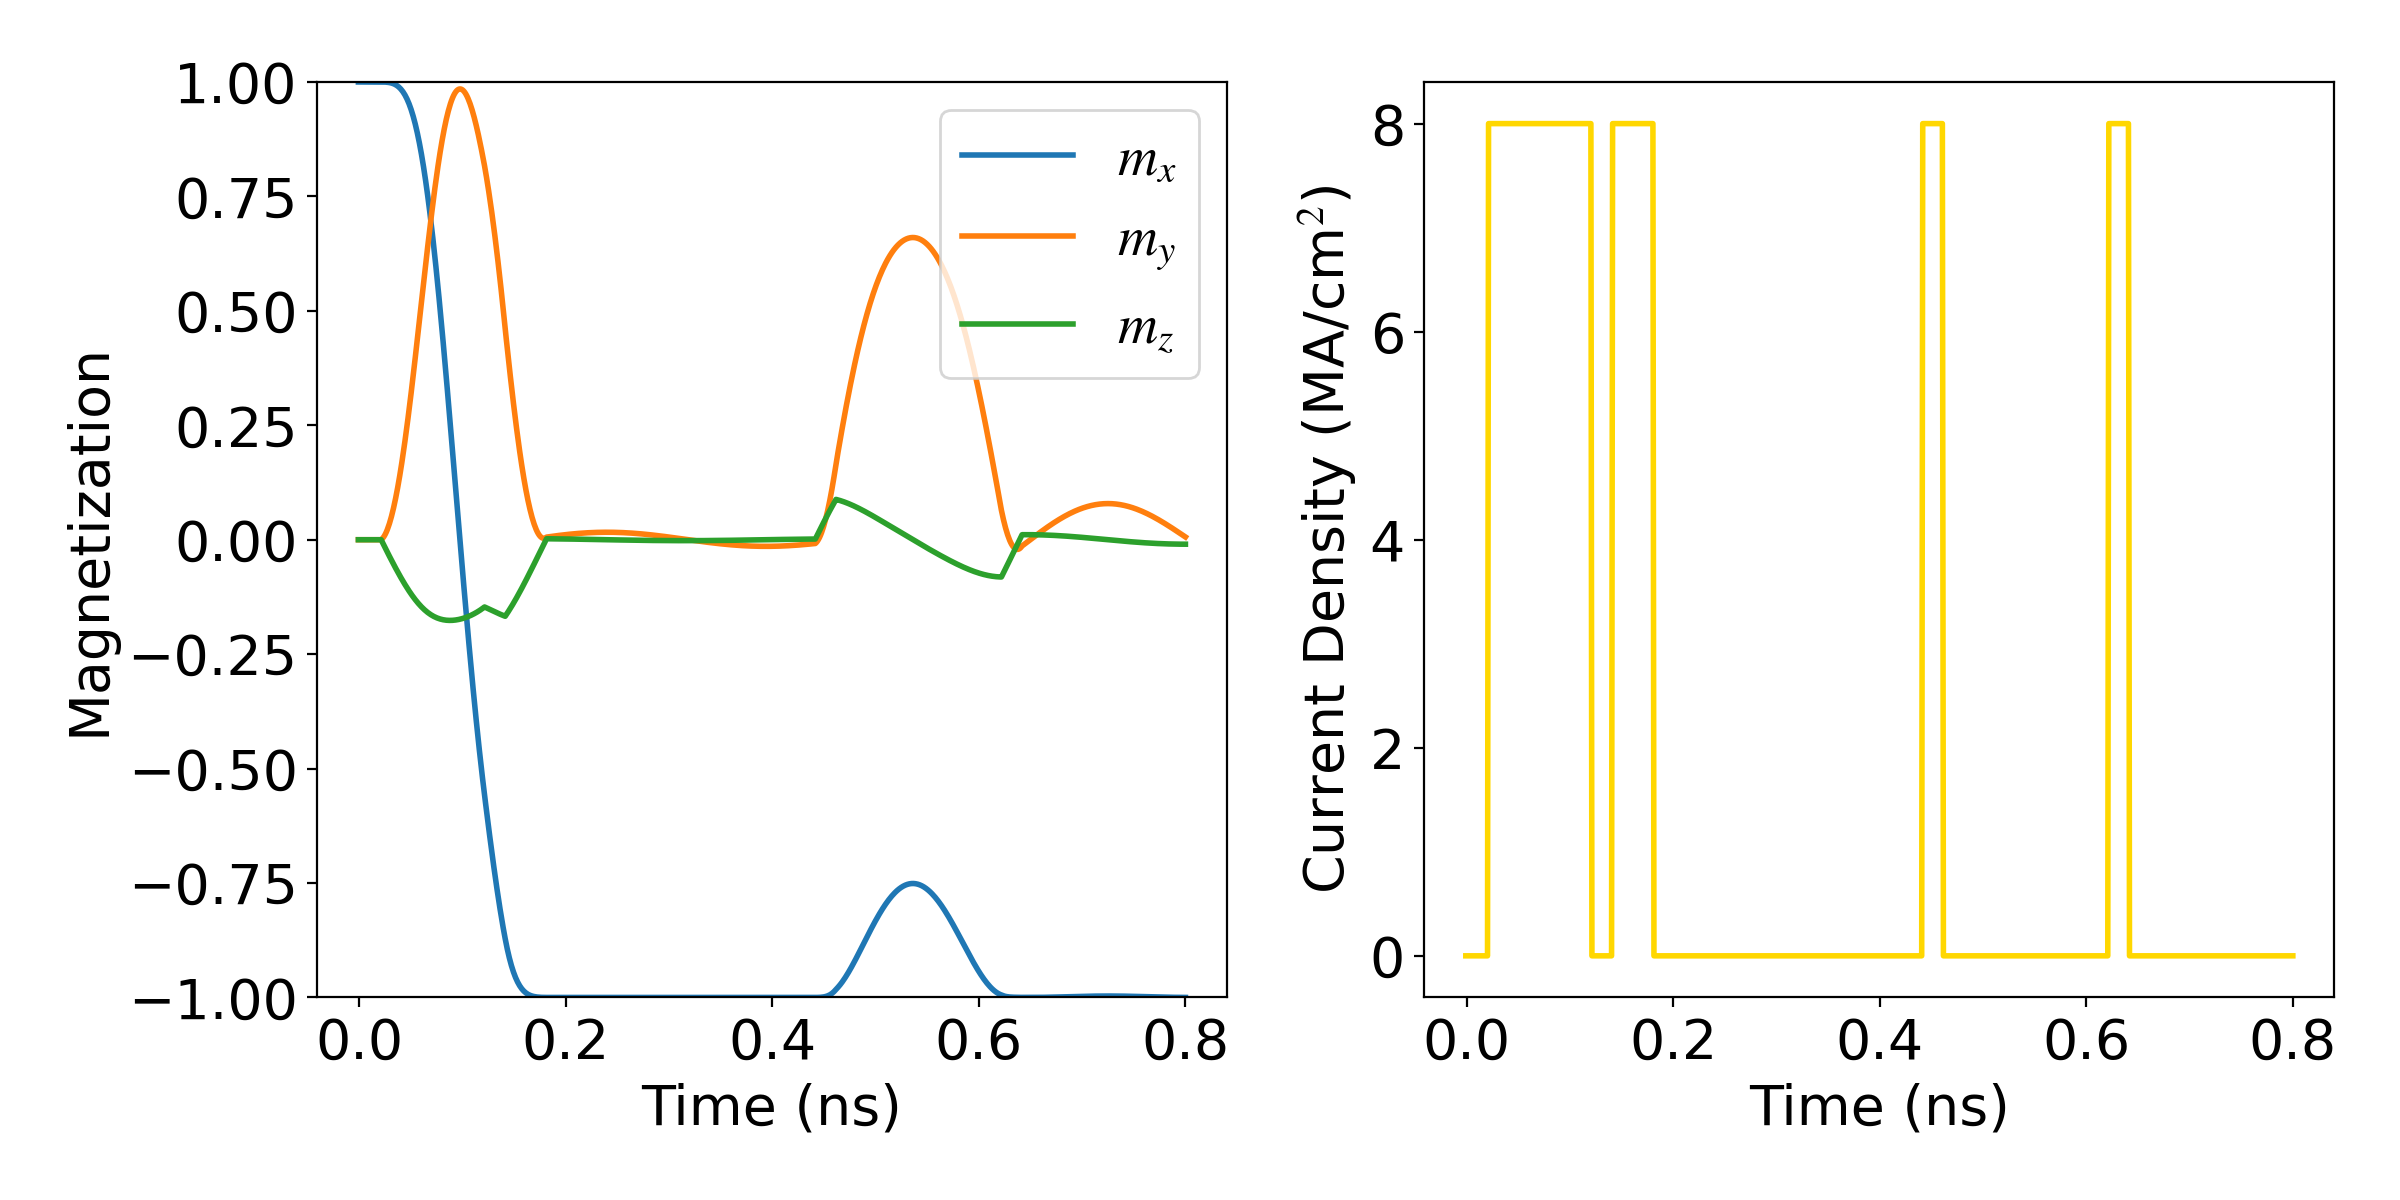 Magnetization
1.00
0.75
0.50
0.25
0.00
−0.25
−0.50
−0.75
−1.00
0.0 0.2 0.4 0.6 0.8
Time (ns)
m_x
m_y
m_z
Current Density (MA/cm²)
8
6
4
2
0
0.0 0.2 0.4 0.6 0.8
Time (ns)